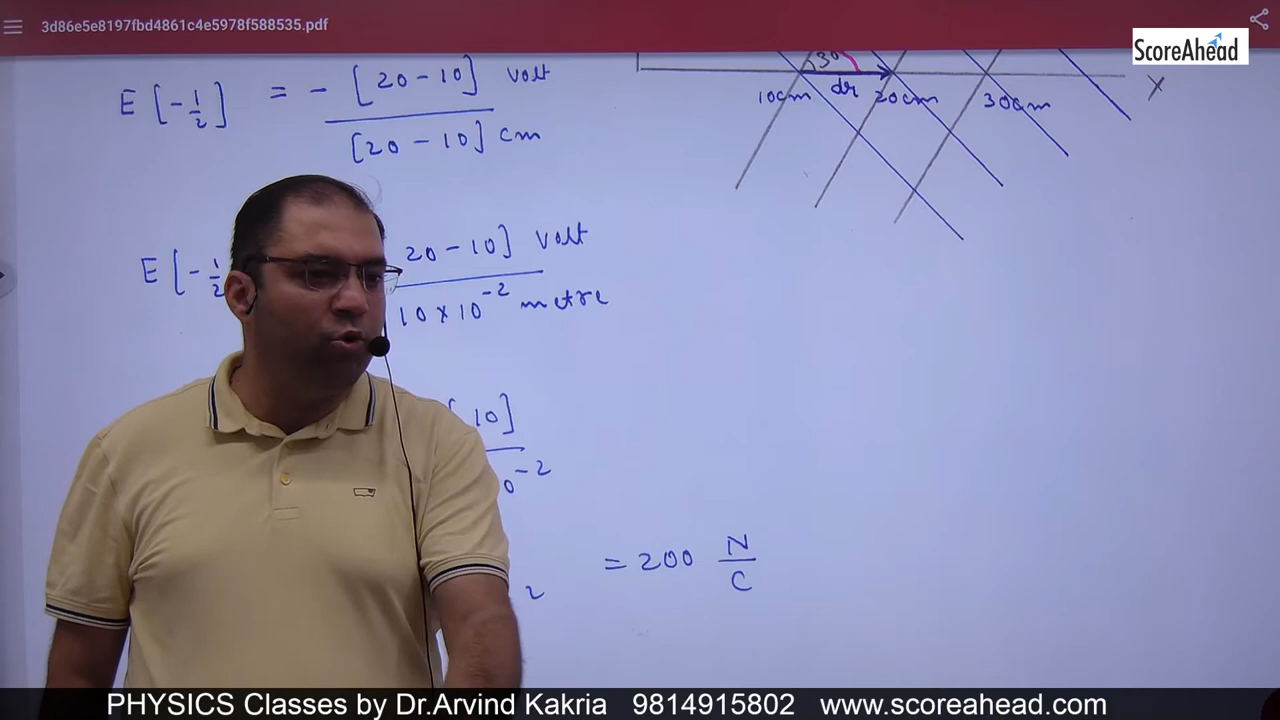 3d86e5e8197fbd4861c4e5978f588535.pdf
ScoreAhead
E [-1/2] = - [20-10] volt / [20-10] cm
30
10cm dr 20cm 30cm X
E [-1/2 20-10] volt / 10×10^-2 metre
10] / 0^-2
2 = 200 N/C
PHYSICS Classes by Dr.Arvind Kakria 9814915802 www.scoreahead.com